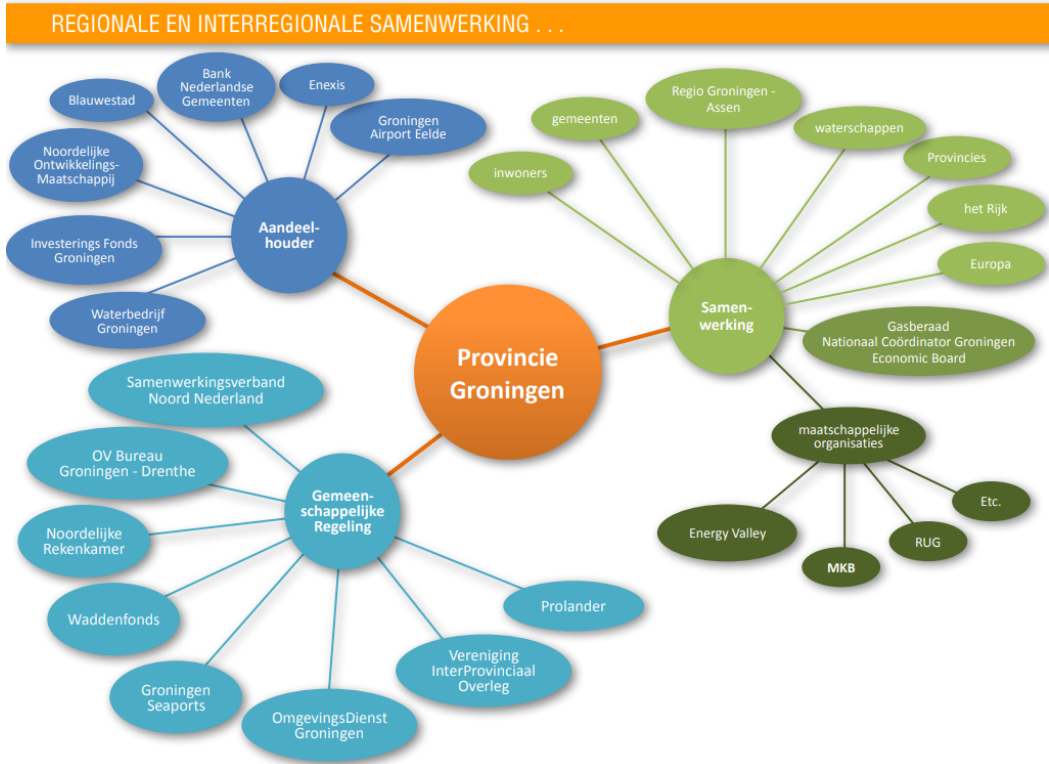 REGIONALE EN INTERREGIONALE SAMENWERKING . . .
Bank
Nederlandse
Gemeenten
Enexis
Blauwestad
Groningen
Airport Eelde
Noordelijke
Ontwikkelings-
Maatschappij
Investerings Fonds
Groningen
Waterbedrijf
Groningen
Aandeel-
houder
Regio Groningen -
Assen
gemeenten
waterschappen
inwoners
Provincies
het Rijk
Europa
Samen-
werking
Gasberaad
Nationaal Coördinator Groningen
Economic Board
Provincie
Groningen
maatschappelijke
organisaties
Energy Valley
MKB
RUG
Etc.
Samenwerkingsverband
Noord Nederland
OV Bureau
Groningen - Drenthe
Gemeen-
schappelijke
Regeling
Noordelijke
Rekenkamer
Waddenfonds
Groningen
Seaports
OmgevingsDienst
Groningen
Vereniging
InterProvinciaal
Overleg
Prolander